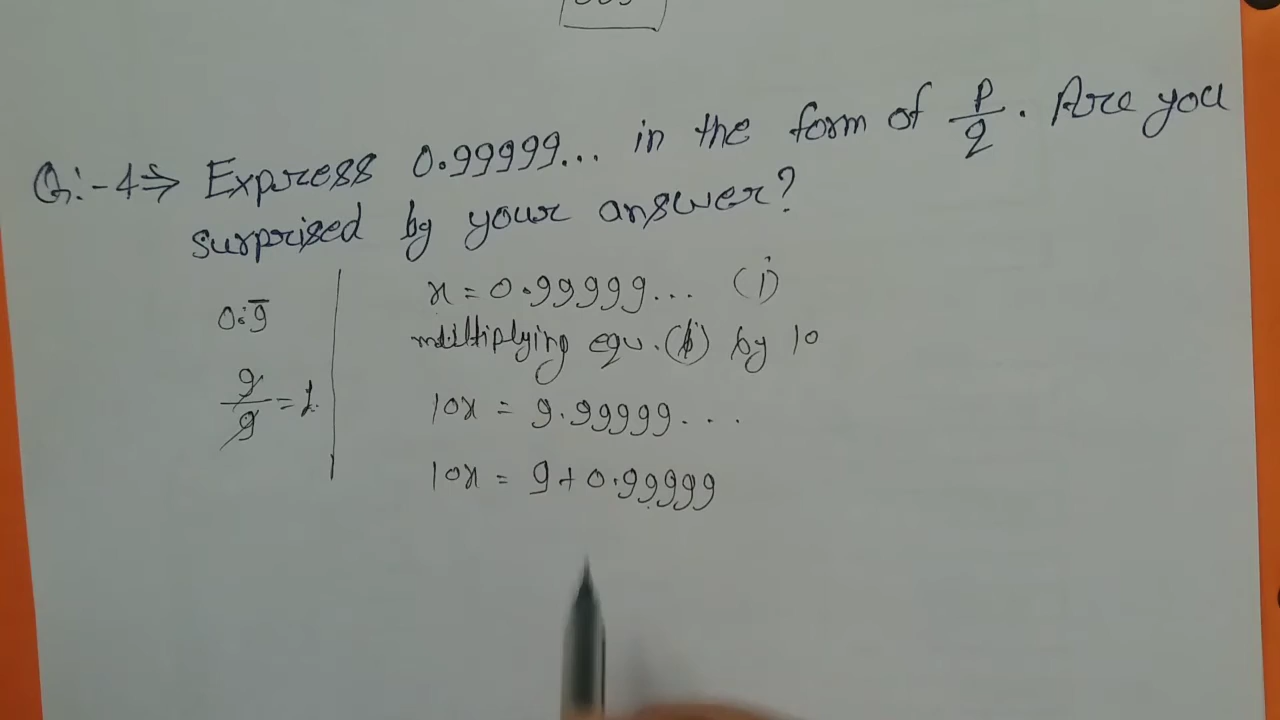 Q:-4⇒ Express 0.99999... in the form of p/q. Are you
surprised by your answer?
0.9̅
9/9 = 1.
x = 0.99999... (i)
multiplying equ. (i) by 10
10x = 9.99999...
10x = 9 + 0.99999